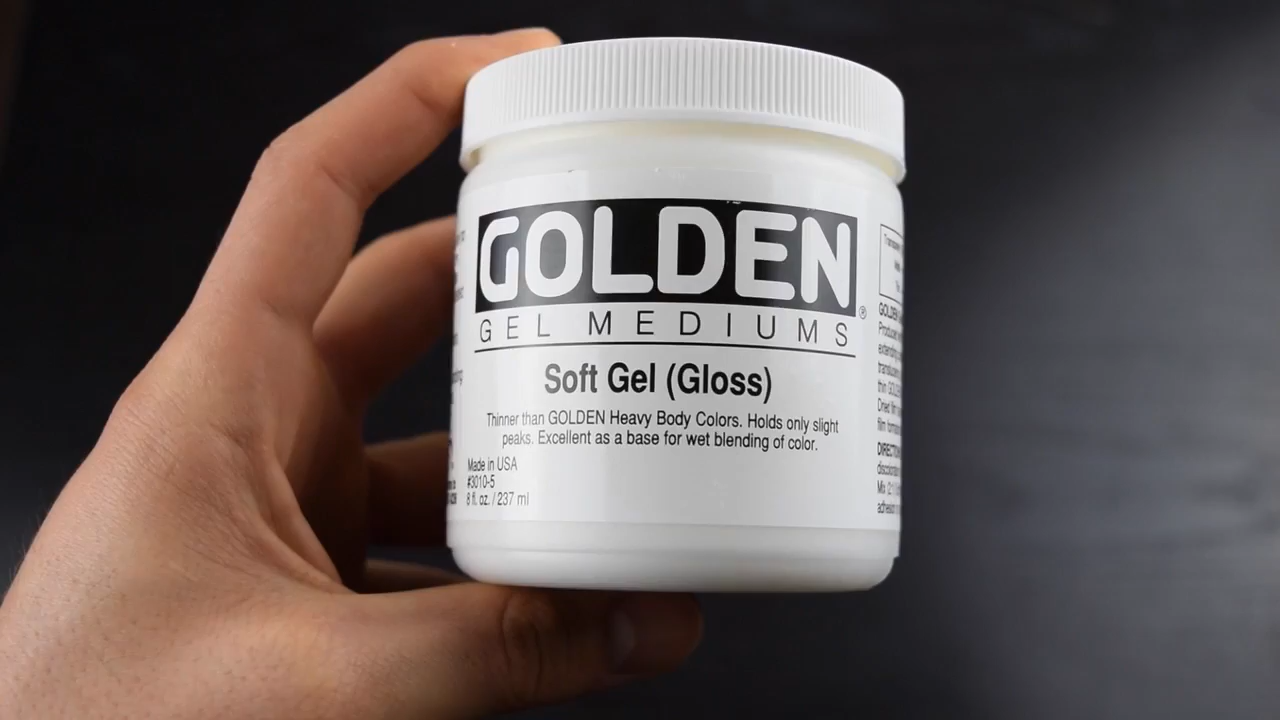 GOLDEN®
GEL MEDIUMS
Soft Gel (Gloss)
Thinner than GOLDEN Heavy Body Colors. Holds only slight
peaks. Excellent as a base for wet blending of color.
Made in USA
#3010-5
8 fl. oz. / 237 ml
GOLDEN